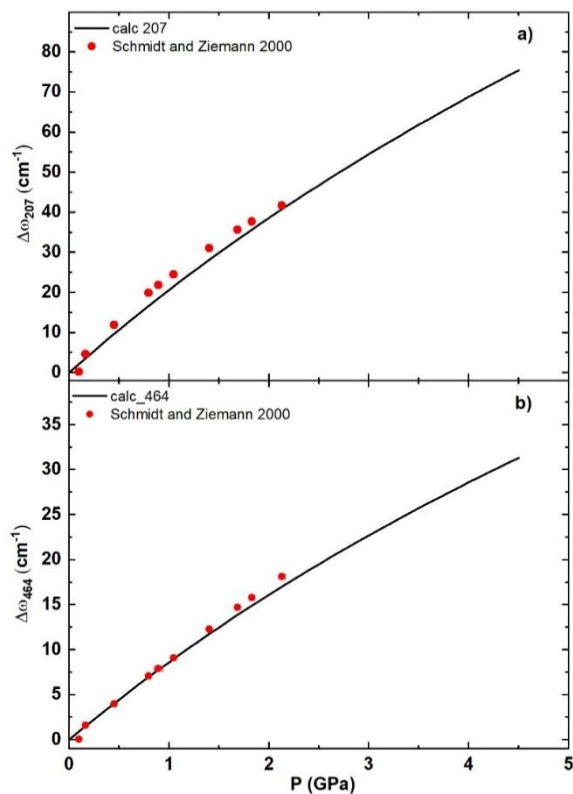 calc 207
Schmidt and Ziemann 2000
a)
80
70
60
50
40
30
20
10
0
Δω₂₀₇ (cm⁻¹)
calc_464
Schmidt and Ziemann 2000
b)
35
30
25
20
15
10
5
0
Δω₄₆₄ (cm⁻¹)
0 1 2 3 4 5
P (GPa)